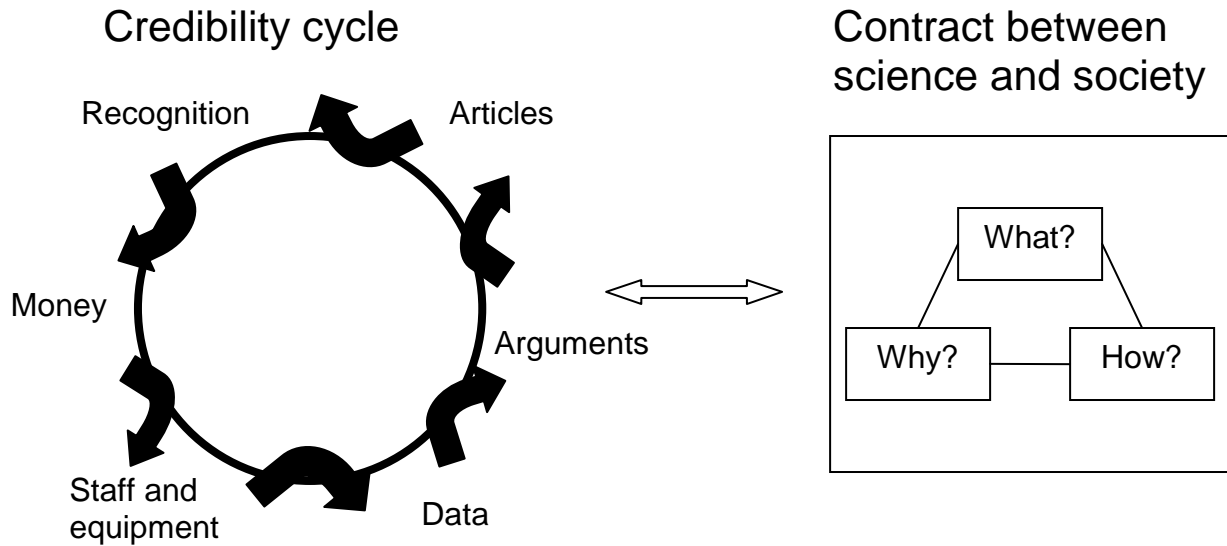 Credibility cycle
Contract between
science and society
Recognition
Articles
What?
Money
Arguments
Why?
How?
Staff and
equipment
Data